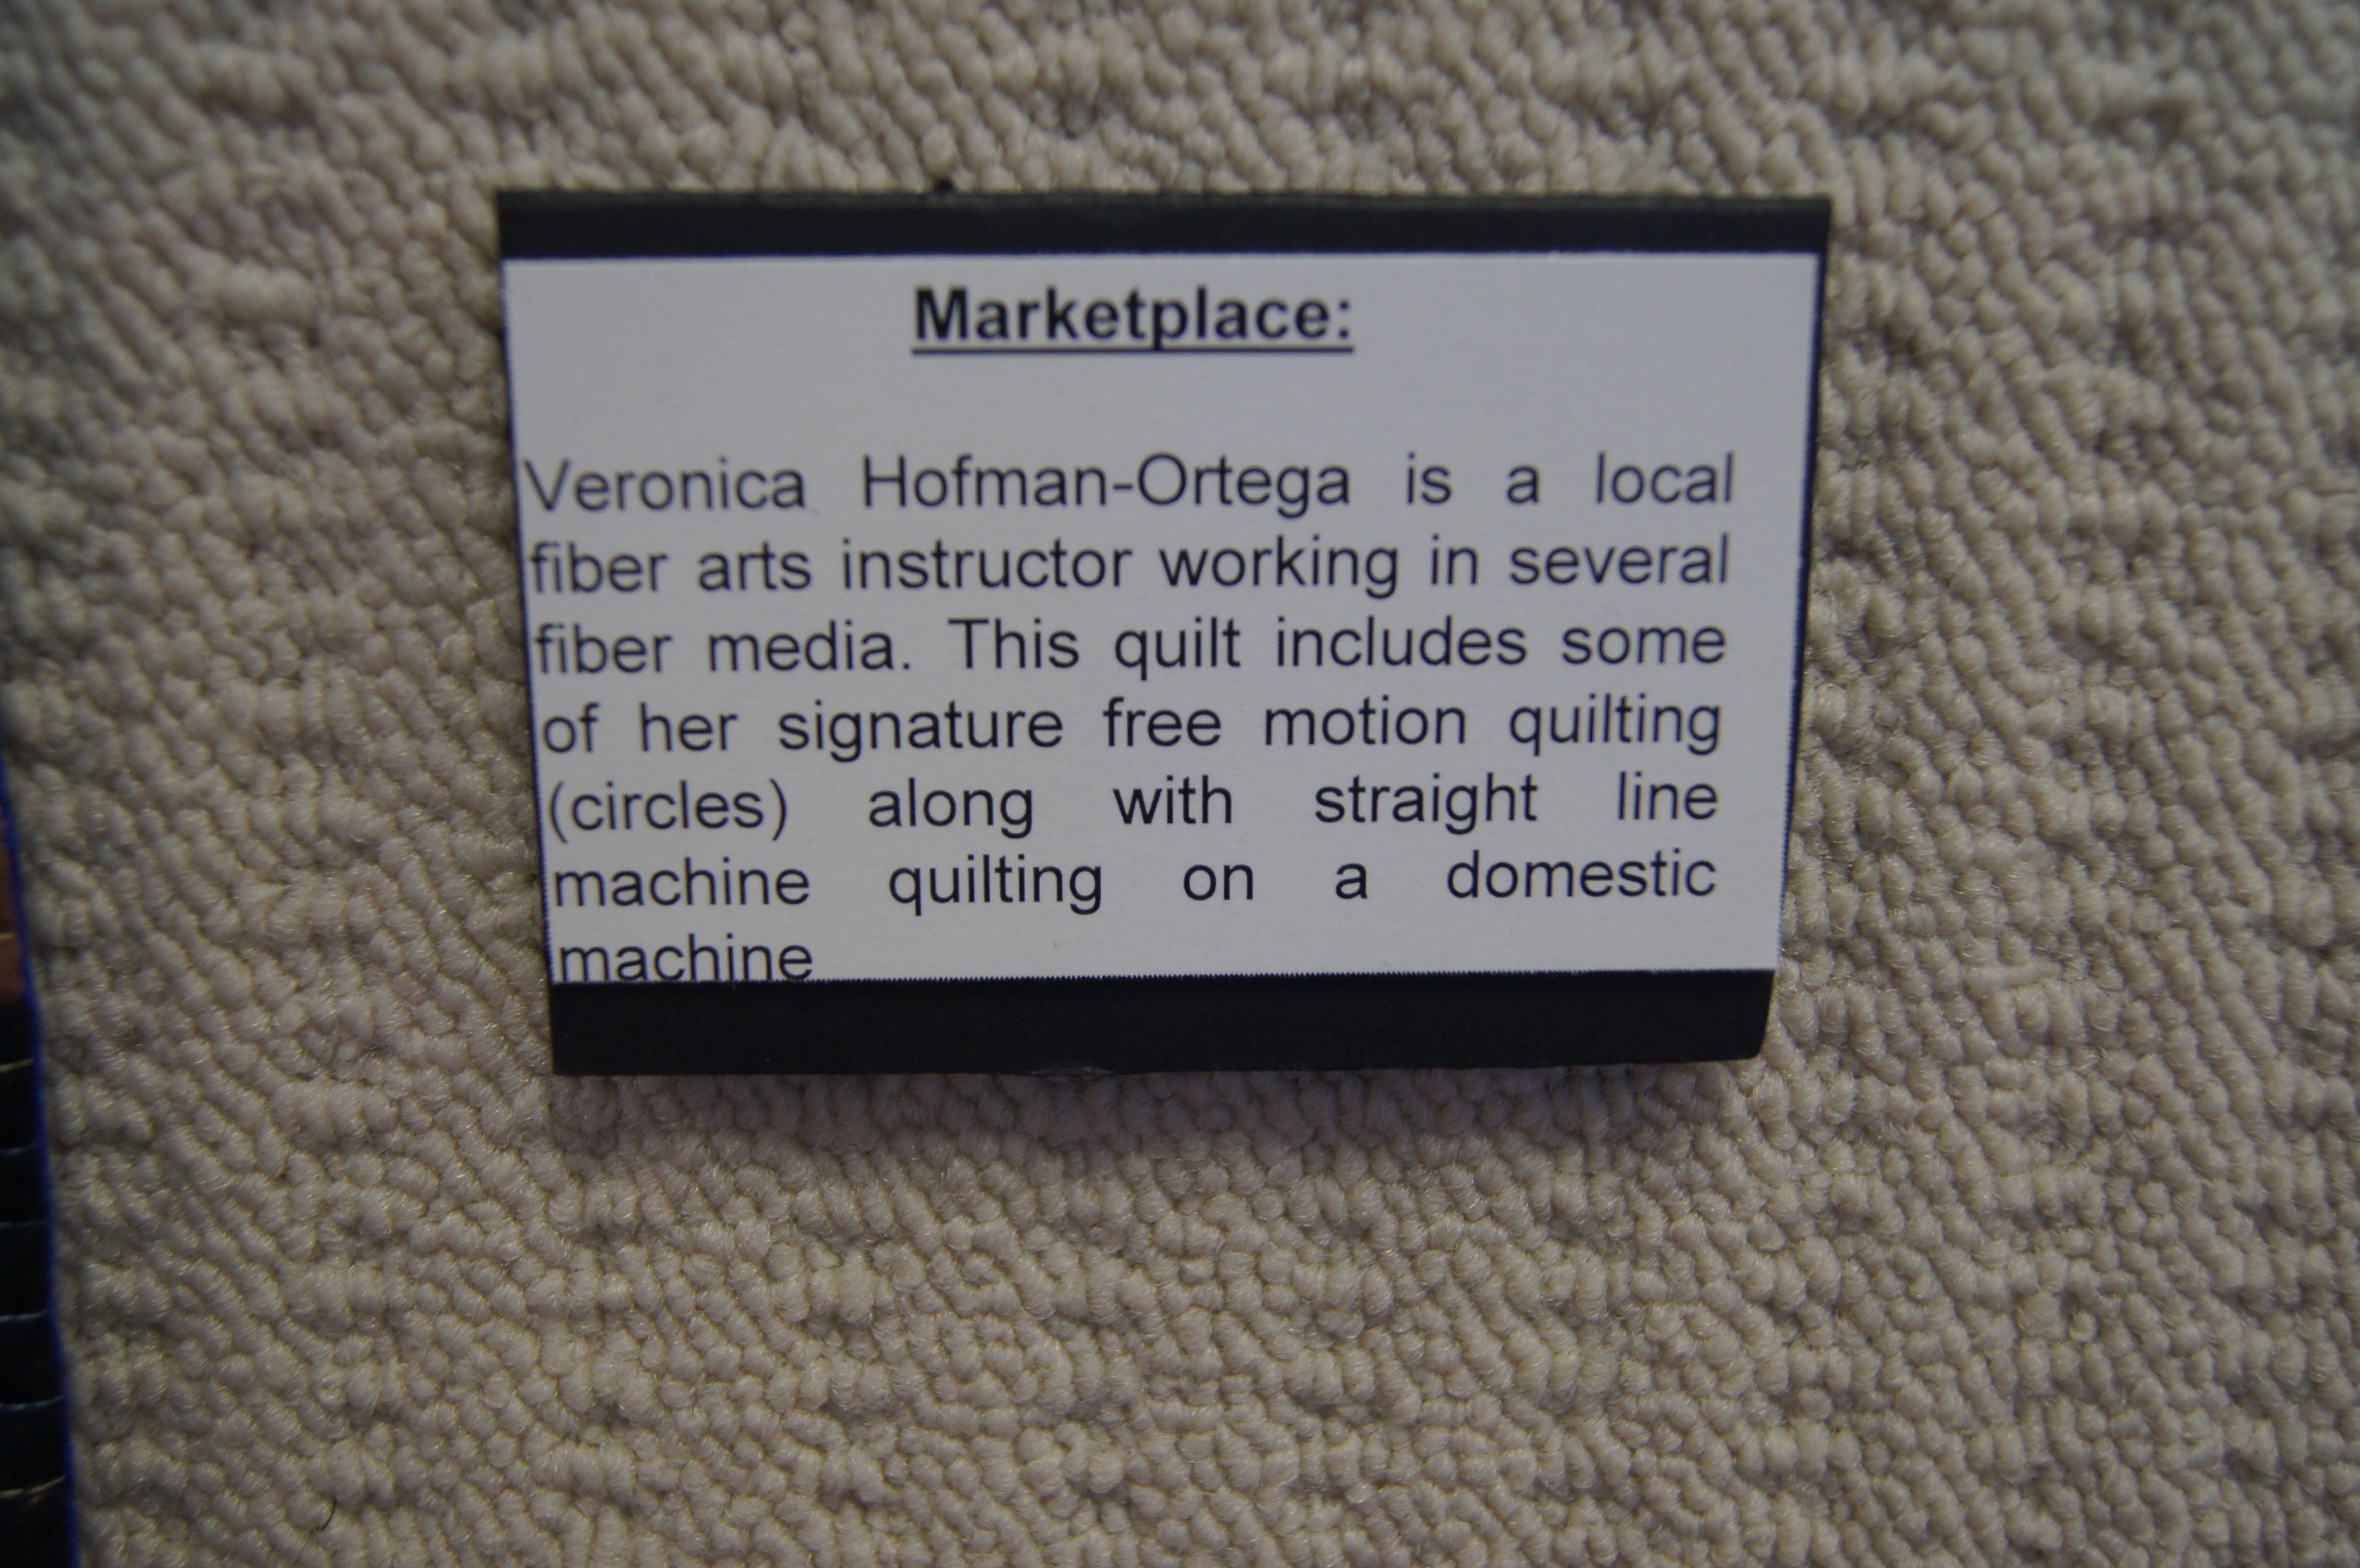 Marketplace:
Veronica Hofman-Ortega is a local
fiber arts instructor working in several
fiber media. This quilt includes some
of her signature free motion quilting
(circles) along with straight line
machine quilting on a domestic
machine